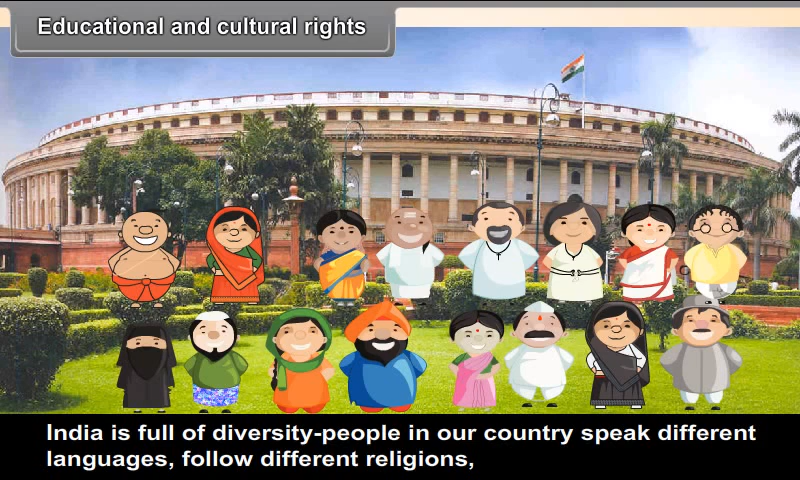 Educational and cultural rights
India is full of diversity-people in our country speak different
languages, follow different religions,